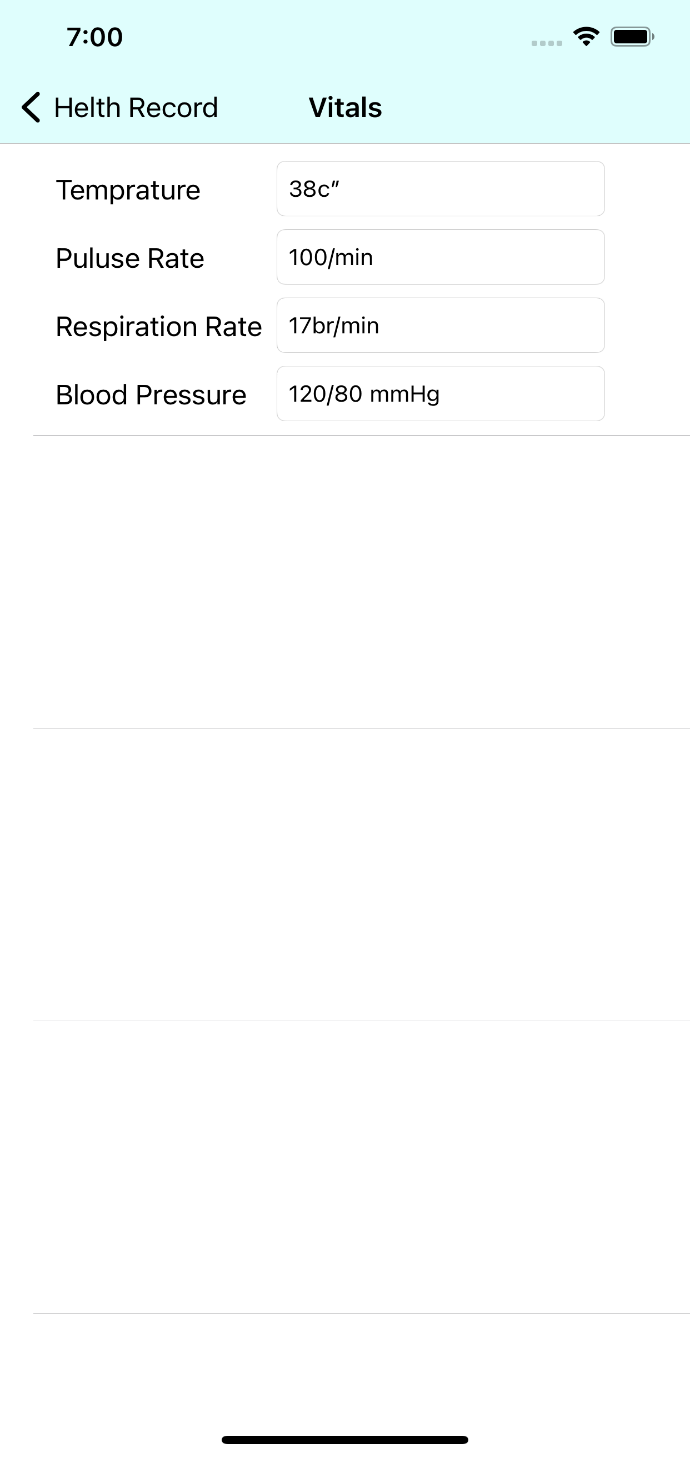 7:00
Helth Record Vitals
Temprature 38c”
Puluse Rate 100/min
Respiration Rate 17br/min
Blood Pressure 120/80 mmHg